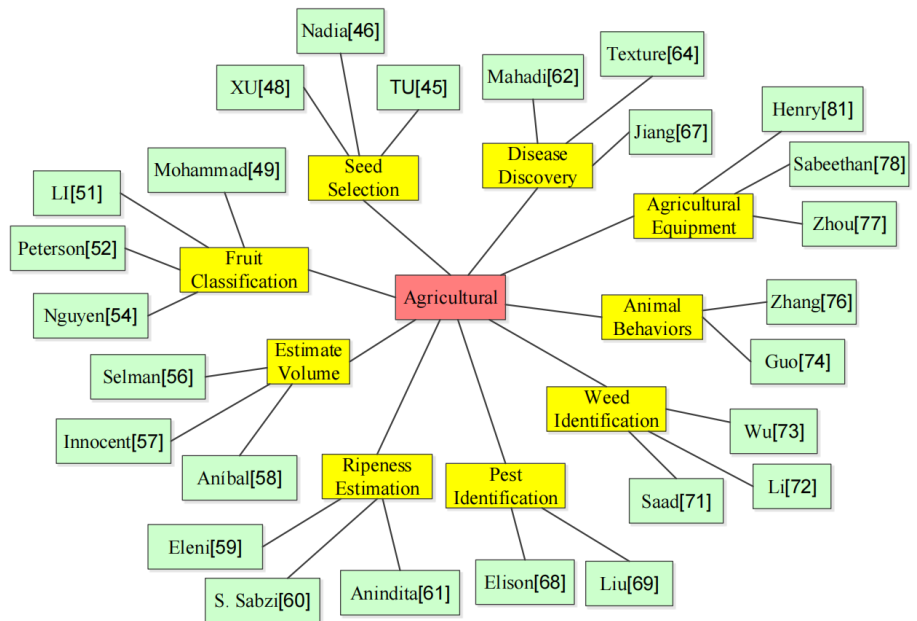 Nadia[46]
Texture[64]
XU[48]
TU[45]
Mahadi[62]
Henry[81]
Jiang[67]
Mohammad[49]
Seed
Selection
Disease
Discovery
Sabeethan[78]
LI[51]
Agricultural
Equipment
Zhou[77]
Peterson[52]
Fruit
Classification
Agricultural
Zhang[76]
Nguyen[54]
Animal
Behaviors
Estimate
Volume
Guo[74]
Selman[56]
Weed
Identification
Innocent[57]
Wu[73]
Aníbal[58]
Ripeness
Estimation
Pest
Identification
Li[72]
Saad[71]
Eleni[59]
S. Sabzi[60]
Anindita[61]
Elison[68]
Liu[69]